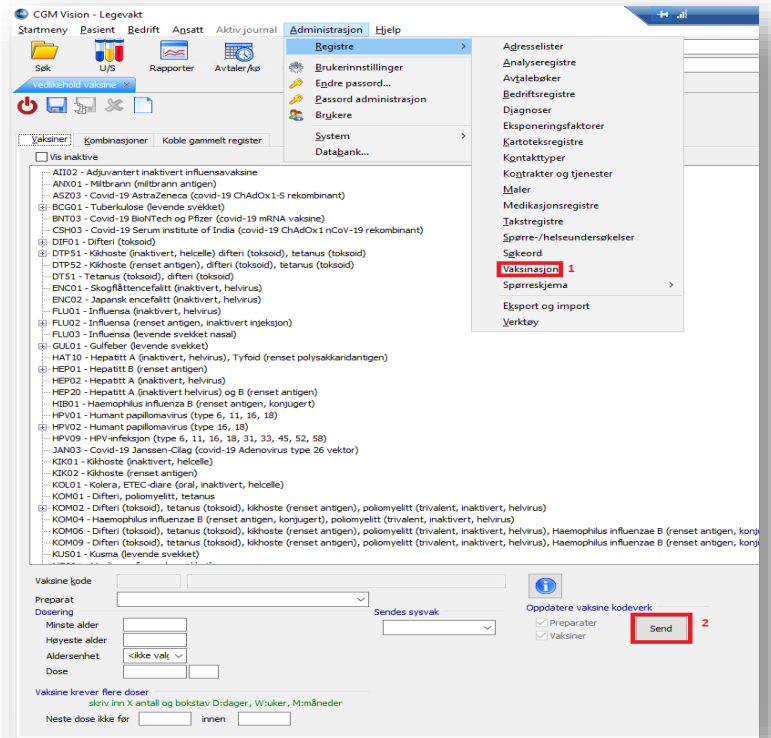 CGM Vision - Legevakt
Startmeny Pasient Bedrift Ansatt Aktiv journal Administrasjon Hjelp
Søk U/S Rapporter Avtaler/kø
Vedlikehold vaksine
Vaksiner Kombinasjoner Koble gammelt register
Vis inaktive
Registre
Brukerinnstillinger
Endre passord...
Passord administrasjon
Brukere
System
Databank...
Adresselister
Analyseregistre
Avtalebøker
Bedriftsregistre
Diagnoser
Eksponeringsfaktorer
Kartoteksregistre
Kontakttyper
Kontrakter og tjenester
Maler
Medikasjonsregistre
Takstregistre
Spørre-/helseundersøkelser
Søkeord
Vaksinasjon 1
Spørreskjema
Eksport og import
Verktøy
AII02 - Adjuvantert inaktivert influensavaksine
ANX01 - Miltbrann (miltbrann antigen)
ASZ03 - Covid-19 AstraZeneca (covid-19 ChAdOx1-S rekombinant)
BCG01 - Tuberkulose (levende svekket)
BNT03 - Covid-19 BioNTech og Pfizer (covid-19 mRNA vaksine)
CSH03 - Covid-19 Serum institute of India (covid-19 ChAdOx1 nCoV-19 rekombinant)
DIF01 - Difteri (toksoid)
DTP51 - Kikhoste (inaktivert, helcelle) difteri (toksoid), tetanus (toksoid)
DTP52 - Kikhoste (renset antigen), difteri (toksoid), tetanus (toksoid)
DT51 - Tetanus (toksoid), difteri (toksoid)
ENC01 - Skogflåttencefalitt (inaktivert, helvirus)
ENC02 - Japansk encefalitt (inaktivert, helvirus)
FLU01 - Influensa (inaktivert, helvirus)
FLU02 - Influensa (renset antigen, inaktivert injeksjon)
FLU03 - Influensa (levende svekket nasal)
GUL01 - Gulfeber (levende svekket)
HAT10 - Hepatitt A (inaktivert, helvirus), Tyfoid (renset polysakkaridantigen)
HEP01 - Hepatitt B (renset antigen)
HEP02 - Hepatitt A (inaktivert, helvirus)
HEP20 - Hepatitt A (inaktivert helvirus) og B (renset antigen)
HIB01 - Haemophilus influenza B (renset antigen, konjugert)
HPV01 - Humant papillomavirus (type 6, 11, 16, 18)
HPV02 - Humant papillomavirus (type 16, 18)
HPV09 - HPV-infeksjon (type 6, 11, 16, 18, 31, 33, 45, 52, 58)
JAN03 - Covid-19 Janssen-Cilag (covid-19 Adenovirus type 26 vektor)
KIK01 - Kikhoste (inaktivert, helcelle)
KIK02 - Kikhoste (renset antigen)
KOL01 - Kolera, ETEC-diare (oral, inaktivert, helcelle)
KOM01 - Difteri, poliomyelitt, tetanus
KOM02 - Difteri (toksoid), tetanus (toksoid), kikhoste (renset antigen), poliomyelitt (trivalent, inaktivert, helvirus)
KOM04 - Haemophilus influenzae B (renset antigen, konjugert), poliomyelitt (trivalent, inaktivert, helvirus)
KOM06 - Difteri (toksoid), tetanus (toksoid), kikhoste (renset antigen), poliomyelitt (trivalent, inaktivert, helvirus), Haemophilus influenzae B (renset antigen, konj
KOM09 - Difteri (toksoid), tetanus (toksoid), kikhoste (renset antigen), poliomyelitt (trivalent, inaktivert, helvirus), Haemophilus influenzae B (renset antigen, konj
KUS01 - Kusma (levende svekket)
Vaksine kode
Preparat
Dosering Sendes sysvak
Minste alder
Høyeste alder
Aldersenhet <ikke valg
Dose
Oppdatere vaksine kodeverk
Preparater
Vaksiner
Send 2
Vaksine krever flere doser
skriv inn X antall og bokstav D:dager, W:uker, M:måneder
Neste dose ikke før innen